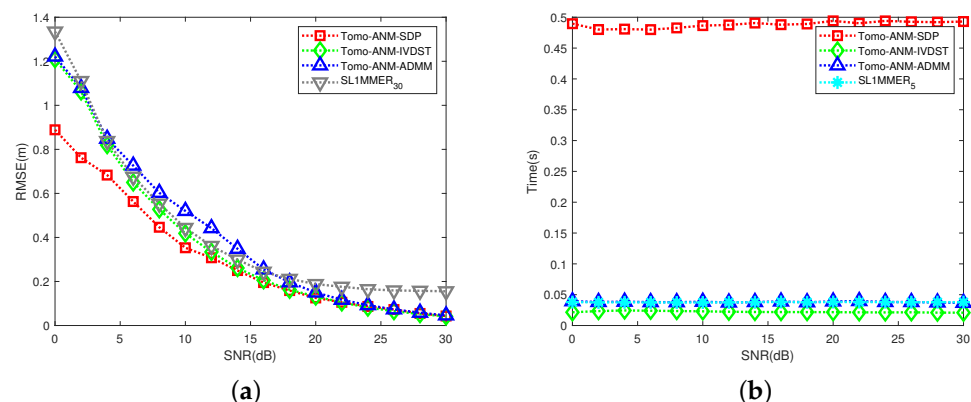 1.4
1.2
1
0.8
0.6
0.4
0.2
0
RMSE(m)
0
5
10
15
20
25
30
SNR(dB)
Tomo-ANM-SDP
Tomo-ANM-IVDST
Tomo-ANM-ADMM
SL1MMER30
(a)
0.5
0.45
0.4
0.35
0.3
0.25
0.2
0.15
0.1
0.05
0
Time(s)
0
5
10
15
20
25
30
SNR(dB)
Tomo-ANM-SDP
Tomo-ANM-IVDST
Tomo-ANM-ADMM
SL1MMER5
(b)